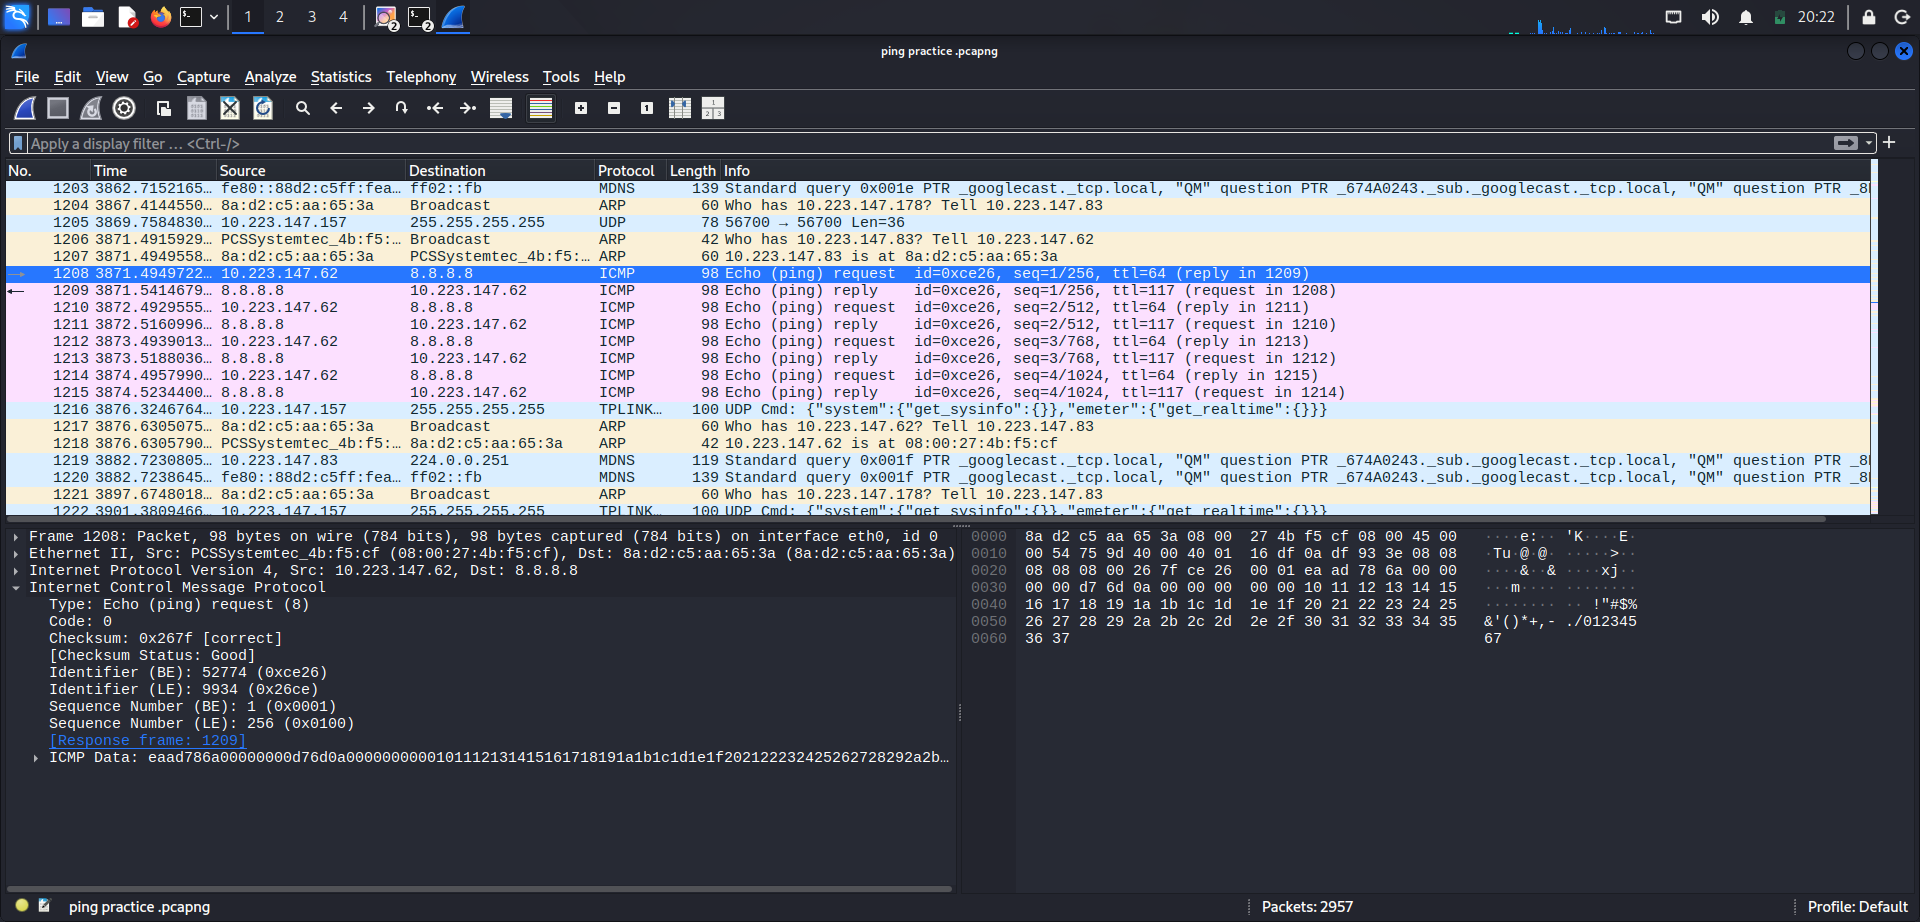 1 2 3 4 2 2 20:22
ping practice .pcapng
File Edit View Go Capture Analyze Statistics Telephony Wireless Tools Help
Apply a display filter … <Ctrl-/>
No. Time Source Destination Protocol Length Info
1203 3862.7152165… fe80::88d2:c5ff:fea… ff02::fb MDNS 139 Standard query 0x001e PTR _googlecast._tcp.local, "QM" question PTR _674A0243._sub._googlecast._tcp.local, "QM" question PTR _8
1204 3867.4144550… 8a:d2:c5:aa:65:3a Broadcast ARP 60 Who has 10.223.147.178? Tell 10.223.147.83
1205 3869.7584830… 10.223.147.157 255.255.255.255 UDP 78 56700 → 56700 Len=36
1206 3871.4915929… PCSSystemtec_4b:f5:… Broadcast ARP 42 Who has 10.223.147.83? Tell 10.223.147.62
1207 3871.4949558… 8a:d2:c5:aa:65:3a PCSSystemtec_4b:f5:… ARP 60 10.223.147.83 is at 8a:d2:c5:aa:65:3a
1208 3871.4949722… 10.223.147.62 8.8.8.8 ICMP 98 Echo (ping) request id=0xce26, seq=1/256, ttl=64 (reply in 1209)
1209 3871.5414679… 8.8.8.8 10.223.147.62 ICMP 98 Echo (ping) reply id=0xce26, seq=1/256, ttl=117 (request in 1208)
1210 3872.4929555… 10.223.147.62 8.8.8.8 ICMP 98 Echo (ping) request id=0xce26, seq=2/512, ttl=64 (reply in 1211)
1211 3872.5160996… 8.8.8.8 10.223.147.62 ICMP 98 Echo (ping) reply id=0xce26, seq=2/512, ttl=117 (request in 1210)
1212 3873.4939013… 10.223.147.62 8.8.8.8 ICMP 98 Echo (ping) request id=0xce26, seq=3/768, ttl=64 (reply in 1213)
1213 3873.5188036… 8.8.8.8 10.223.147.62 ICMP 98 Echo (ping) reply id=0xce26, seq=3/768, ttl=117 (request in 1212)
1214 3874.4957990… 10.223.147.62 8.8.8.8 ICMP 98 Echo (ping) request id=0xce26, seq=4/1024, ttl=64 (reply in 1215)
1215 3874.5234400… 8.8.8.8 10.223.147.62 ICMP 98 Echo (ping) reply id=0xce26, seq=4/1024, ttl=117 (request in 1214)
1216 3876.3246764… 10.223.147.157 255.255.255.255 TPLINK… 100 UDP Cmd: {"system":{"get_sysinfo":{}},"emeter":{"get_realtime":{}}}
1217 3876.6305075… 8a:d2:c5:aa:65:3a Broadcast ARP 60 Who has 10.223.147.62? Tell 10.223.147.83
1218 3876.6305790… PCSSystemtec_4b:f5:… 8a:d2:c5:aa:65:3a ARP 42 10.223.147.62 is at 08:00:27:4b:f5:cf
1219 3882.7230805… 10.223.147.83 224.0.0.251 MDNS 119 Standard query 0x001f PTR _googlecast._tcp.local, "QM" question PTR _674A0243._sub._googlecast._tcp.local, "QM" question PTR _8
1220 3882.7238645… fe80::88d2:c5ff:fea… ff02::fb MDNS 139 Standard query 0x001f PTR _googlecast._tcp.local, "QM" question PTR _674A0243._sub._googlecast._tcp.local, "QM" question PTR _8
1221 3897.6748018… 8a:d2:c5:aa:65:3a Broadcast ARP 60 Who has 10.223.147.178? Tell 10.223.147.83
1222 3901.3809466… 10.223.147.157 255.255.255.255 TPLINK… 100 UDP Cmd: {"system":{"get_sysinfo":{}},"emeter":{"get_realtime":{}}}
Frame 1208: Packet, 98 bytes on wire (784 bits), 98 bytes captured (784 bits) on interface eth0, id 0
Ethernet II, Src: PCSSystemtec_4b:f5:cf (08:00:27:4b:f5:cf), Dst: 8a:d2:c5:aa:65:3a (8a:d2:c5:aa:65:3a)
Internet Protocol Version 4, Src: 10.223.147.62, Dst: 8.8.8.8
Internet Control Message Protocol
Type: Echo (ping) request (8)
Code: 0
Checksum: 0x267f [correct]
[Checksum Status: Good]
Identifier (BE): 52774 (0xce26)
Identifier (LE): 9934 (0x26ce)
Sequence Number (BE): 1 (0x0001)
Sequence Number (LE): 256 (0x0100)
[Response frame: 1209]
ICMP Data: eaad786a00000000d76d0a0000000000101112131415161718191a1b1c1d1e1f202122232425262728292a2b…
0000 8a d2 c5 aa 65 3a 08 00 27 4b f5 cf 08 00 45 00 ····e:·· 'K····E·
0010 00 54 75 9d 40 00 40 01 16 df 0a df 93 3e 08 08 ·Tu·@·@· ·····>··
0020 08 08 08 00 26 7f ce 26 00 01 ea ad 78 6a 00 00 ····&··& ····xj··
0030 00 00 d7 6d 0a 00 00 00 00 00 10 11 12 13 14 15 ···m···· ········
0040 16 17 18 19 1a 1b 1c 1d 1e 1f 20 21 22 23 24 25 ········ ·· !"#$%
0050 26 27 28 29 2a 2b 2c 2d 2e 2f 30 31 32 33 34 35 &'()*+,- ./012345
0060 36 37 67
ping practice .pcapng
Packets: 2957
Profile: Default